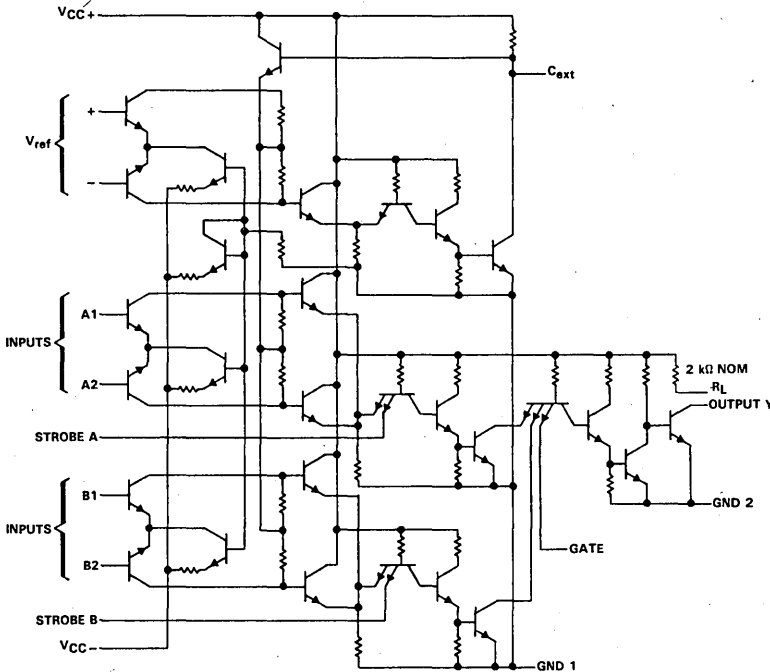 VCC+
Cext
+
Vref
−
A1
INPUTS
A2
2 kΩ NOM
RL
OUTPUT Y
STROBE A
B1
GND 2
INPUTS
GATE
B2
STROBE B
VCC−
GND 1